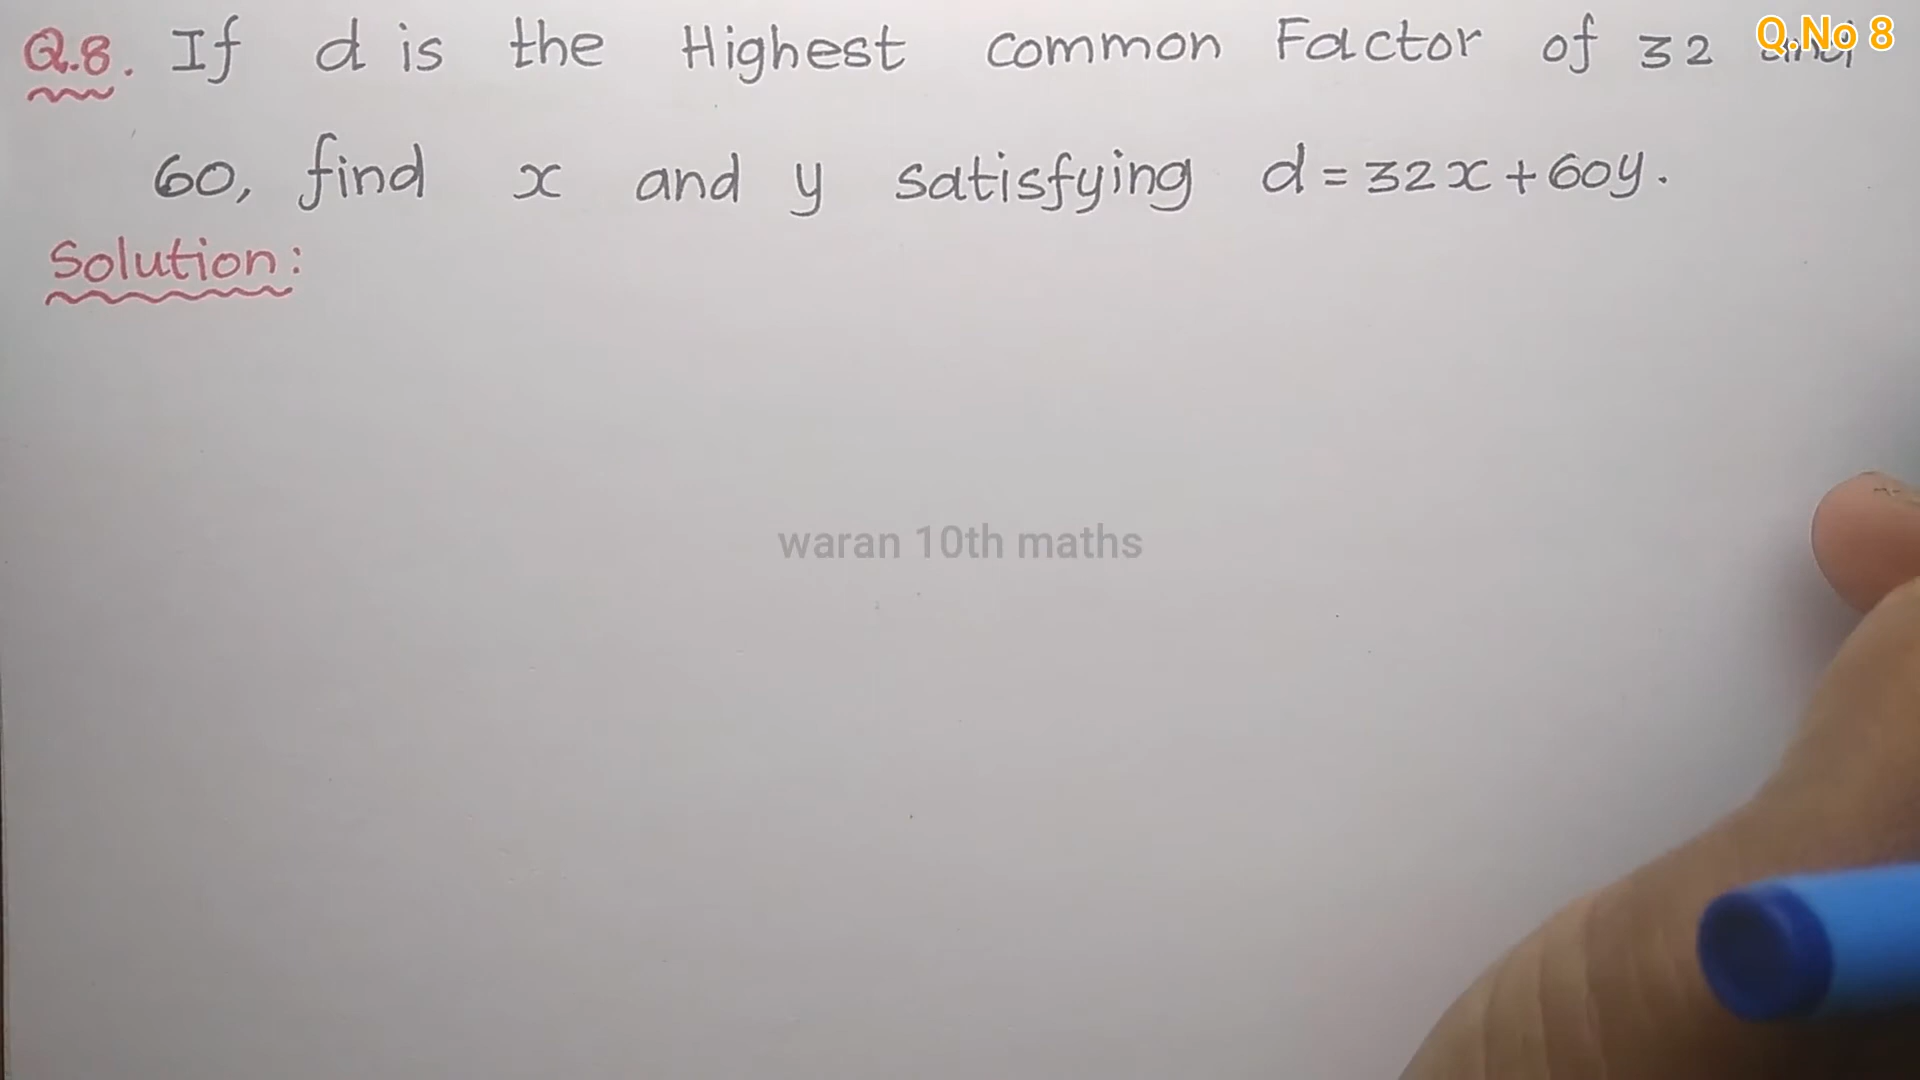 Q.8. If d is the Highest common Factor of 32 and
Q.No 8
60, find x and y satisfying d = 32x + 60y.
Solution:
waran 10th maths